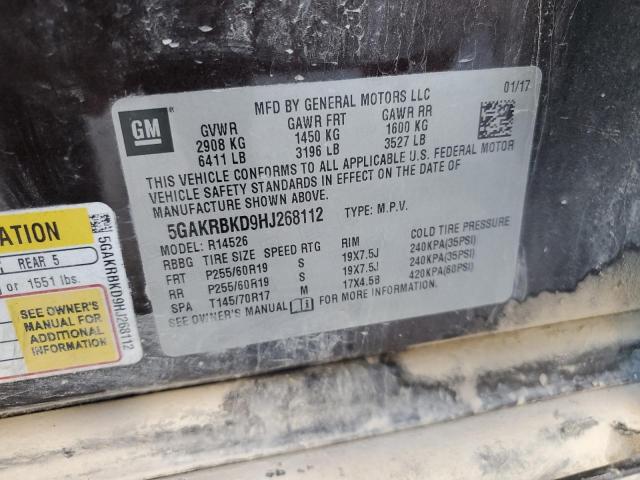 GM
MFD BY GENERAL MOTORS LLC
01/17
GVWR GAWR FRT GAWR RR
2908 KG 1450 KG 1600 KG
6411 LB 3196 LB 3527 LB
THIS VEHICLE CONFORMS TO ALL APPLICABLE U.S. FEDERAL MOTOR
VEHICLE SAFETY STANDARDS IN EFFECT ON THE DATE OF
MANUFACTURE SHOWN ABOVE.
5GAKRBKD9HJ268112 TYPE: M.P.V.
MODEL: R14526
RBBG TIRE SIZE SPEED RTG RIM COLD TIRE PRESSURE
FRT P255/60R19 S 19X7.5J 240KPA(35PSI)
RR P255/60R19 S 19X7.5J 240KPA(35PSI)
SPA T145/70R17 M 17X4.5B 420KPA(60PSI)
SEE OWNER'S MANUAL FOR MORE INFORMATION.
REAR 5
or 1551 lbs.
SEE OWNER'S
MANUAL FOR
ADDITIONAL
INFORMATION
5GAKRBKD9HJ268112